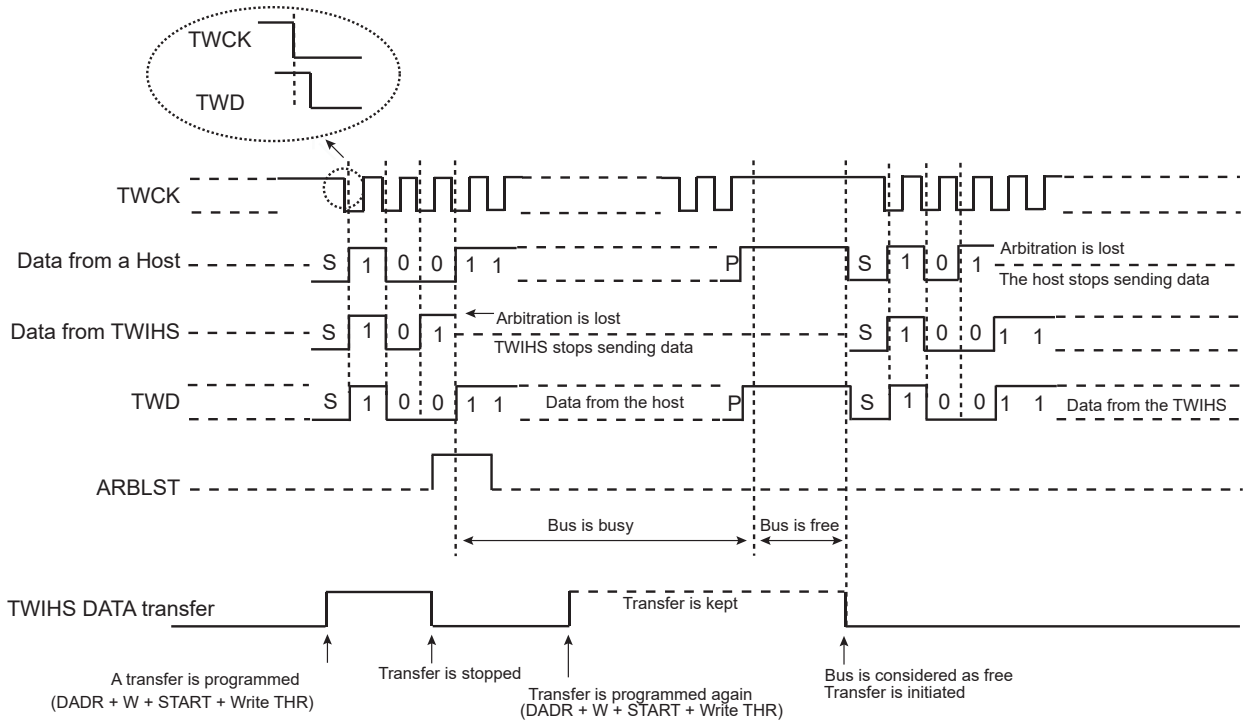 TWCK
TWD
TWCK
Data from a Host S 1 0 0 1 1 P S 1 0 1 Arbitration is lost
The host stops sending data
Data from TWIHS S 1 0 1 Arbitration is lost S 1 0 0 1 1
TWIHS stops sending data
TWD S 1 0 0 1 1 Data from the host P S 1 0 0 1 1 Data from the TWIHS
ARBLST
Bus is busy Bus is free
TWIHS DATA transfer Transfer is kept
A transfer is programmed
(DADR + W + START + Write THR)
Transfer is stopped
Transfer is programmed again
(DADR + W + START + Write THR)
Bus is considered as free
Transfer is initiated